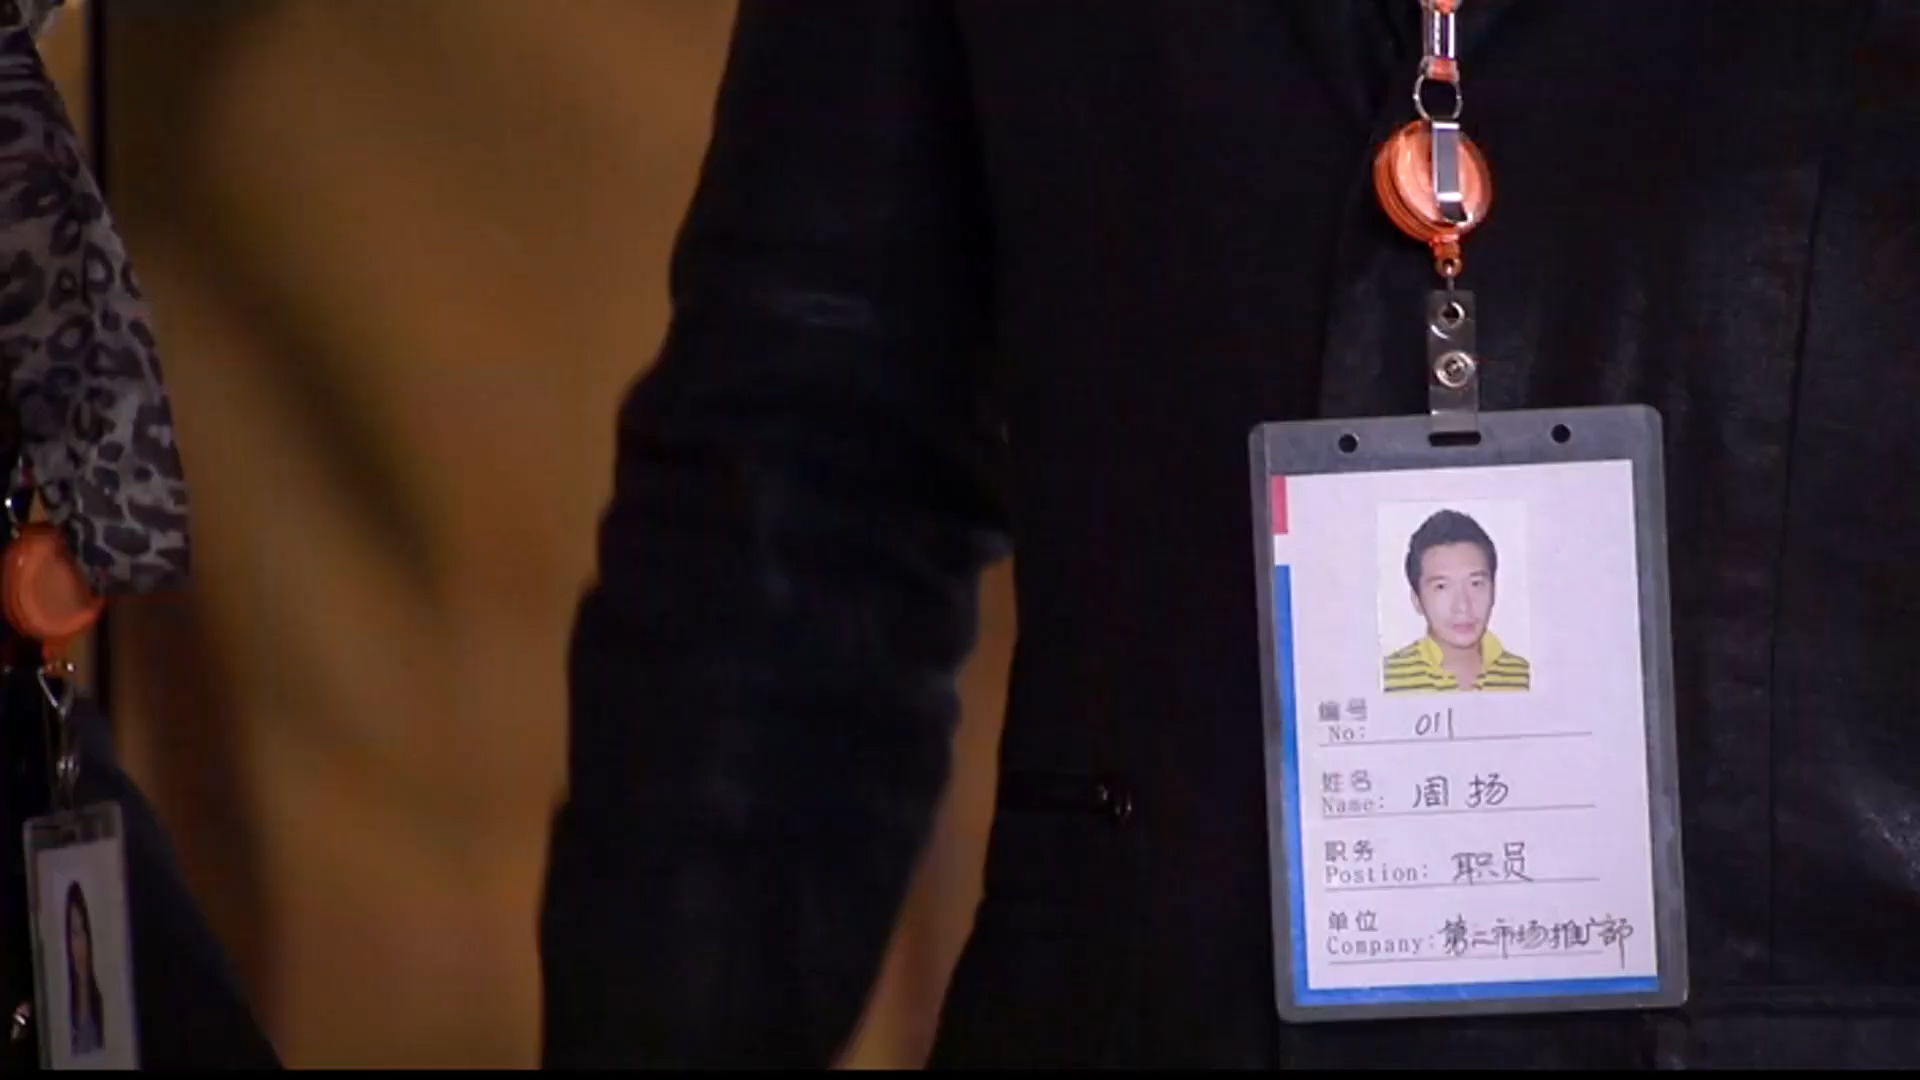 编号
No: 011
姓名
Name: 周扬
职务
Postion: 职员
单位
Company: 第二市场推广部